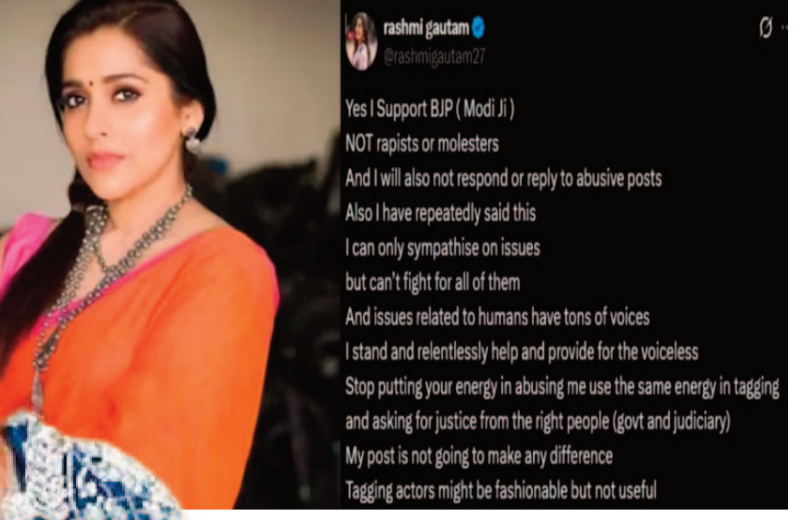 rashmi gautam
@rashmigautam27
Yes I Support BJP ( Modi Ji )
NOT rapists or molesters
And I will also not respond or reply to abusive posts
Also I have repeatedly said this
I can only sympathise on issues
but can't fight for all of them
And issues related to humans have tons of voices
I stand and relentlessly help and provide for the voiceless
Stop putting your energy in abusing me use the same energy in tagging
and asking for justice from the right people (govt and judiciary)
My post is not going to make any difference
Tagging actors might be fashionable but not useful